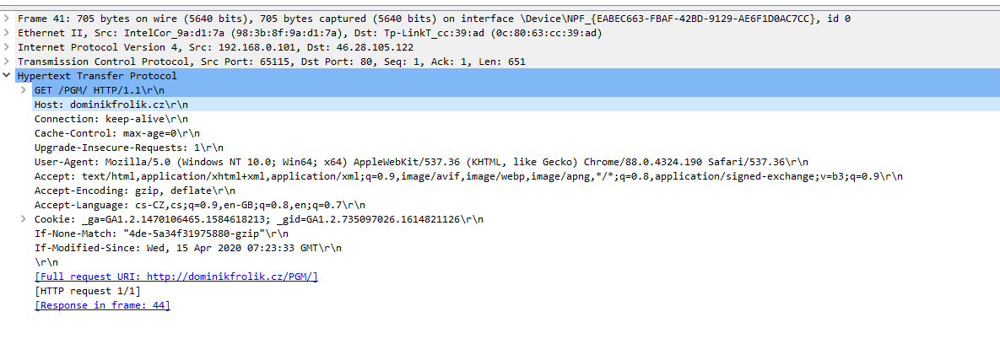 Frame 41: 705 bytes on wire (5640 bits), 705 bytes captured (5640 bits) on interface \Device\NPF_{EABEC663-FBAF-42BD-9129-AE6F1D0AC7CC}, id 0
Ethernet II, Src: IntelCor_9a:d1:7a (98:3b:8f:9a:d1:7a), Dst: Tp-LinkT_cc:39:ad (0c:80:63:cc:39:ad)
Internet Protocol Version 4, Src: 192.168.0.101, Dst: 46.28.105.122
Transmission Control Protocol, Src Port: 65115, Dst Port: 80, Seq: 1, Ack: 1, Len: 651
Hypertext Transfer Protocol
GET /PGM/ HTTP/1.1\r\n
Host: dominikfrolik.cz\r\n
Connection: keep-alive\r\n
Cache-Control: max-age=0\r\n
Upgrade-Insecure-Requests: 1\r\n
User-Agent: Mozilla/5.0 (Windows NT 10.0; Win64; x64) AppleWebKit/537.36 (KHTML, like Gecko) Chrome/88.0.4324.190 Safari/537.36\r\n
Accept: text/html,application/xhtml+xml,application/xml;q=0.9,image/avif,image/webp,image/apng,*/*;q=0.8,application/signed-exchange;v=b3;q=0.9\r\n
Accept-Encoding: gzip, deflate\r\n
Accept-Language: cs-CZ,cs;q=0.9,en-GB;q=0.8,en;q=0.7\r\n
Cookie: _ga=GA1.2.1470106465.1584618213; _gid=GA1.2.735097026.1614821126\r\n
If-None-Match: "4de-5a34f31975880-gzip"\r\n
If-Modified-Since: Wed, 15 Apr 2020 07:23:33 GMT\r\n
\r\n
[Full request URI: http://dominikfrolik.cz/PGM/]
[HTTP request 1/1]
[Response in frame: 44]